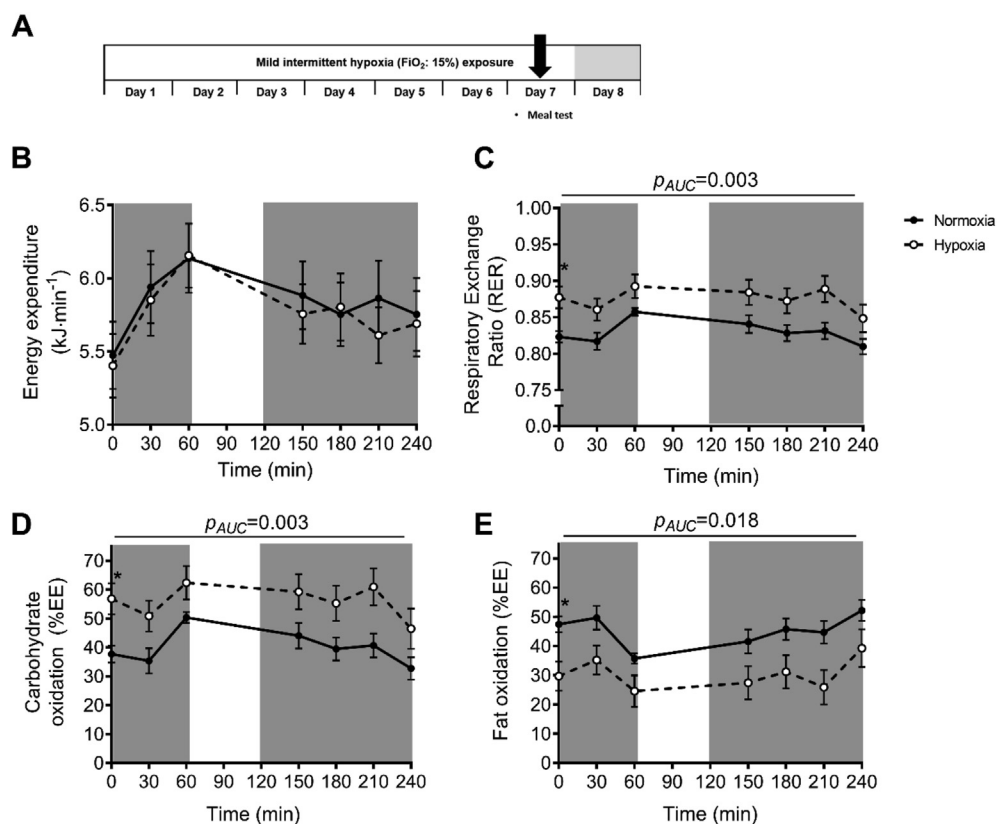 A
Mild intermittent hypoxia (FiO₂: 15%) exposure
Day 1 Day 2 Day 3 Day 4 Day 5 Day 6 Day 7 Day 8
• Meal test
B
Energy expenditure
(kJ·min⁻¹)
6.5
6.0
5.5
5.0
0 30 60 90 120 150 180 210 240
Time (min)
C
pAUC=0.003
Respiratory Exchange
Ratio (RER)
1.00
0.95
0.90
0.85
0.80
0.75
0.0
*
0 30 60 90 120 150 180 210 240
Time (min)
Normoxia
Hypoxia
D
pAUC=0.003
Carbohydrate
oxidation (%EE)
70
60
50
40
30
20
10
0
*
0 30 60 90 120 150 180 210 240
Time (min)
E
pAUC=0.018
Fat oxidation (%EE)
70
60
50
40
30
20
10
0
*
0 30 60 90 120 150 180 210 240
Time (min)